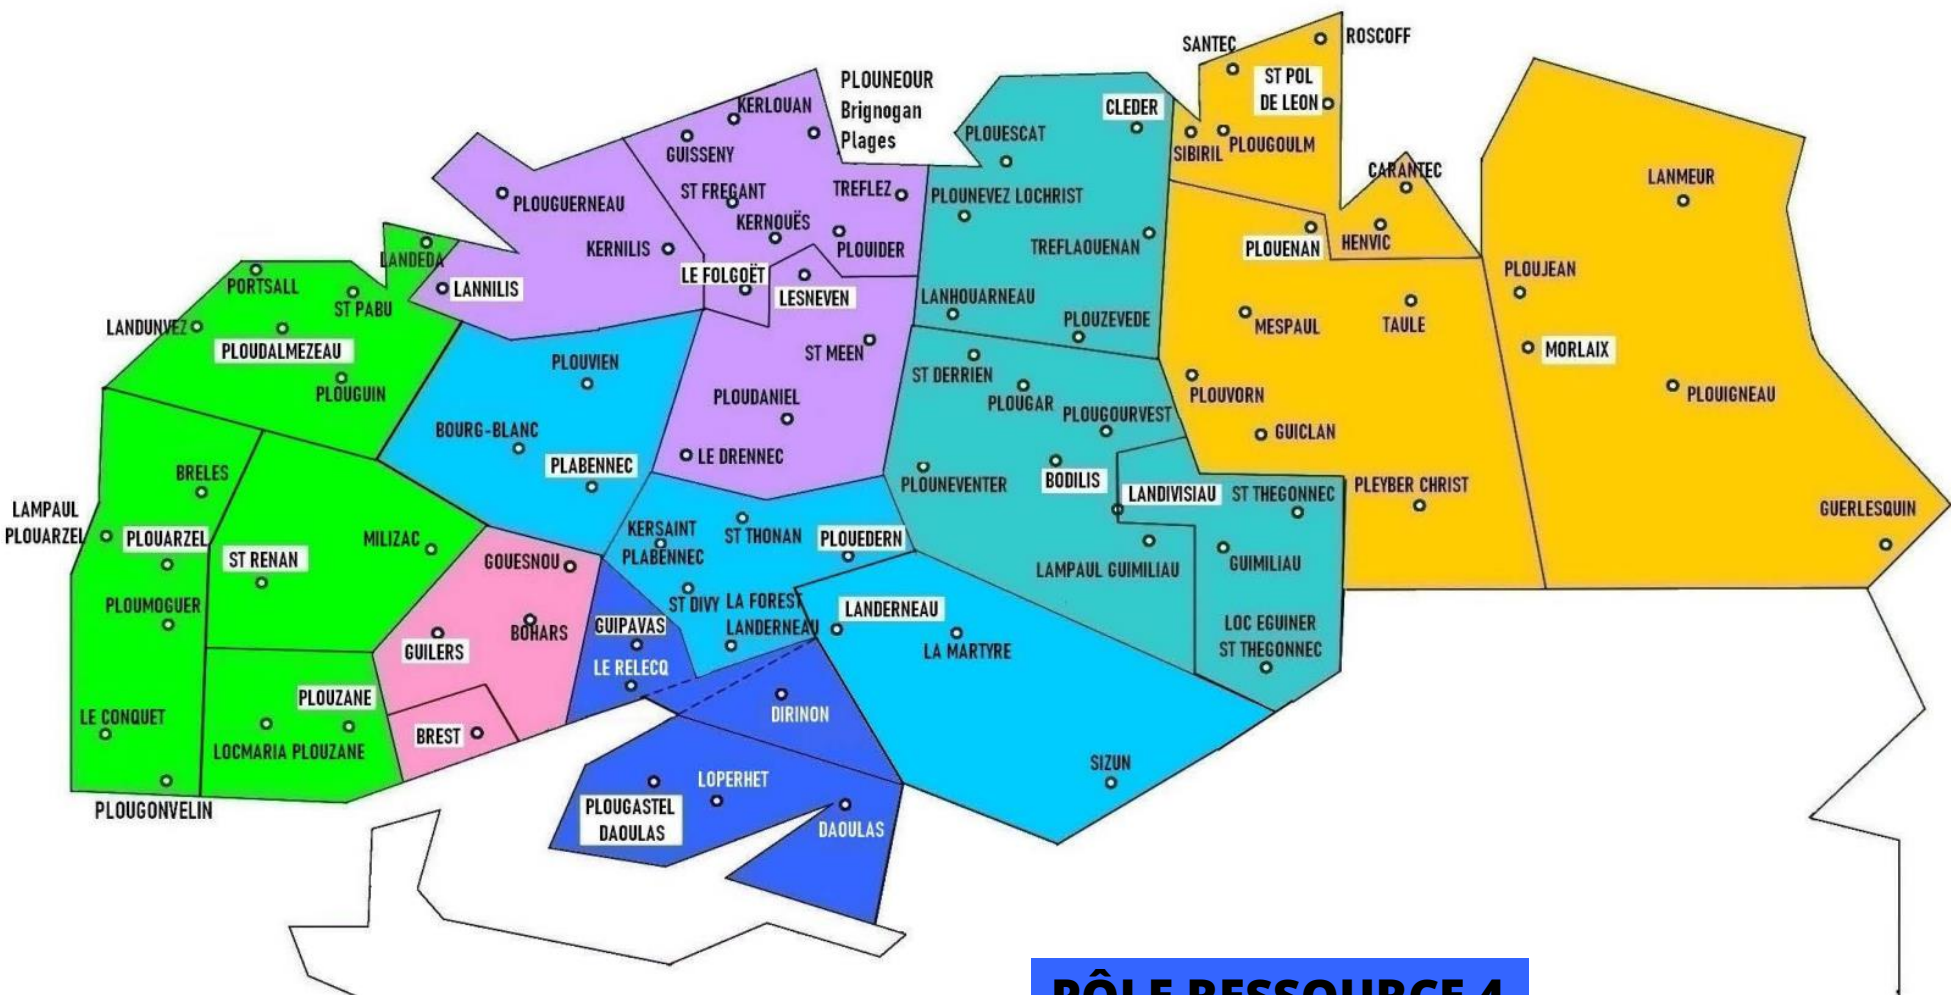 SANTEC
ROSCOFF
ST POL
DE LEON
PLOUNEOUR
Brignogan
Plages
KERLOUAN
CLEDER
GUISSENY
PLOUESCAT
SIBIRIL
PLOUGOULM
CARANTEC
LANMEUR
ST FREGANT
TREFLEZ
PLOUNEVEZ LOCHRIST
PLOUGUERNEAU
KERNOUËS
KERNILIS
PLOUIDER
TREFLAOUENAN
PLOUENAN
HENVIC
LANDEDA
LE FOLGOËT
LESNEVEN
PLOUJEAN
PORTSALL
LANNILIS
LANHOUARNEAU
ST PABU
LANDUNVEZ
PLOUZEVEDE
MESPAUL
TAULE
PLOUDALMEZEAU
PLOUVIEN
ST MEEN
MORLAIX
ST DERRIEN
PLOUGUIN
PLOUDANIEL
PLOUGAR
PLOUVORN
PLOUIGNEAU
PLOUGOURVEST
BOURG-BLANC
GUICLAN
LE DRENNEC
PLABENNEC
BRELES
PLOUNEVENTER
BODILIS
LANDIVISIAU
ST THEGONNEC
PLEYBER CHRIST
LAMPAUL
PLOUARZEL
GUERLESQUIN
PLOUARZEL
MILIZAC
KERSAINT
PLABENNEC
ST THONAN
PLOUEDERN
ST RENAN
GOUESNOU
LAMPAUL GUIMILIAU
GUIMILIAU
PLOUMOGUER
ST DIVY
LA FOREST
LANDERNEAU
LANDERNEAU
BOHARS
GUIPAVAS
LOC EGUINER
ST THEGONNEC
GUILERS
LA MARTYRE
LE RELECQ
PLOUZANE
LE CONQUET
DIRINON
BREST
LOCMARIA PLOUZANE
SIZUN
LOPERHET
PLOUGONVELIN
PLOUGASTEL
DAOULAS
DAOULAS
PÔLE RESSOURCE 4